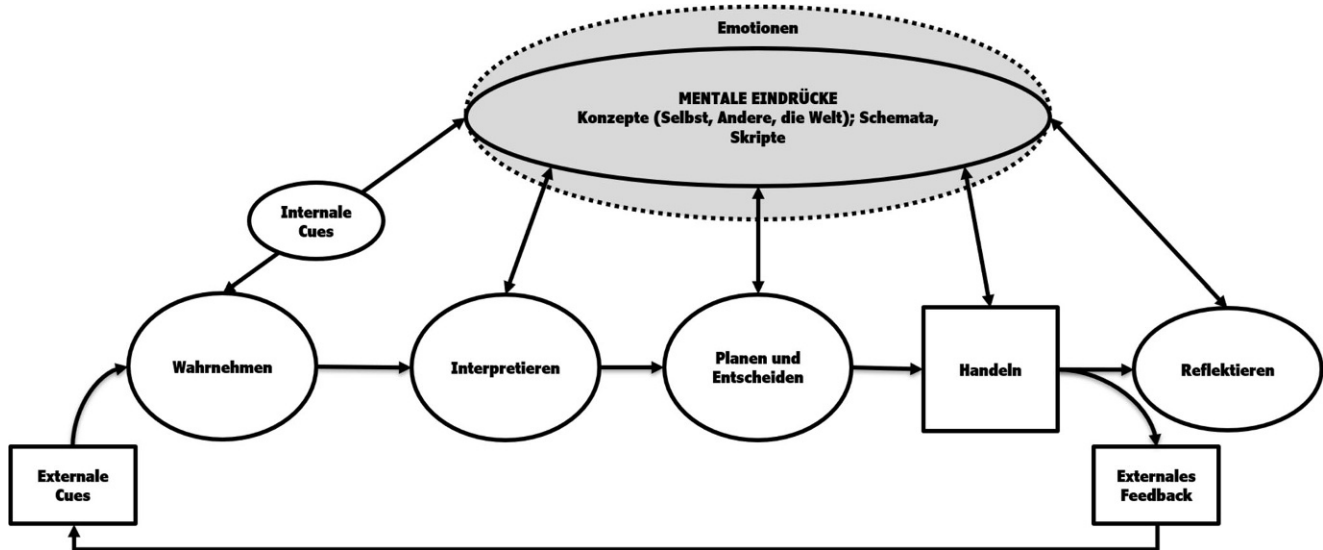 Emotionen
MENTALE EINDRÜCKE
Konzepte (Selbst, Andere, die Welt); Schemata,
Skripte
Internale
Cues
Wahrnehmen
Interpretieren
Planen und
Entscheiden
Handeln
Reflektieren
Externale
Cues
Externales
Feedback